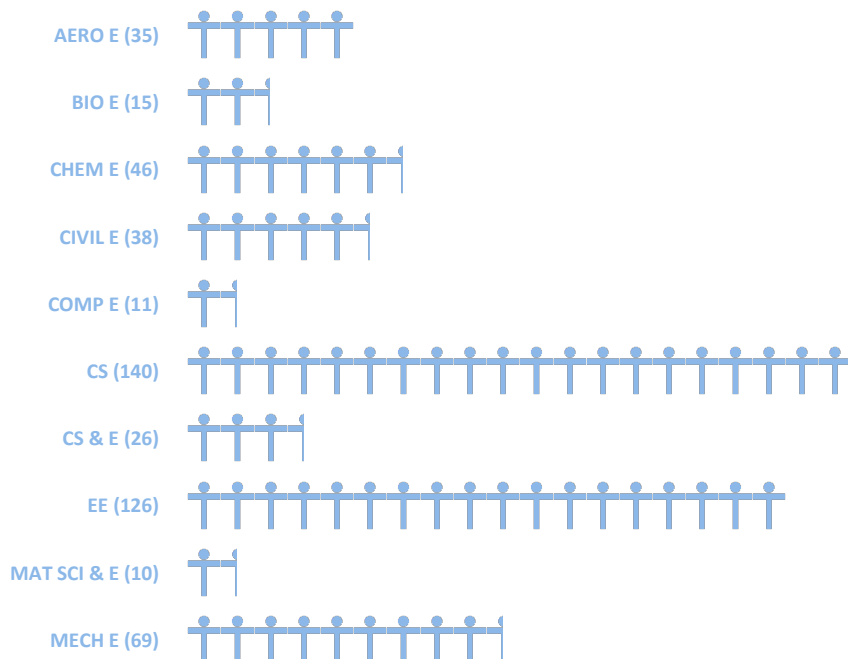 AERO E (35)
BIO E (15)
CHEM E (46)
CIVIL E (38)
COMP E (11)
CS (140)
CS & E (26)
EE (126)
MAT SCI & E (10)
MECH E (69)